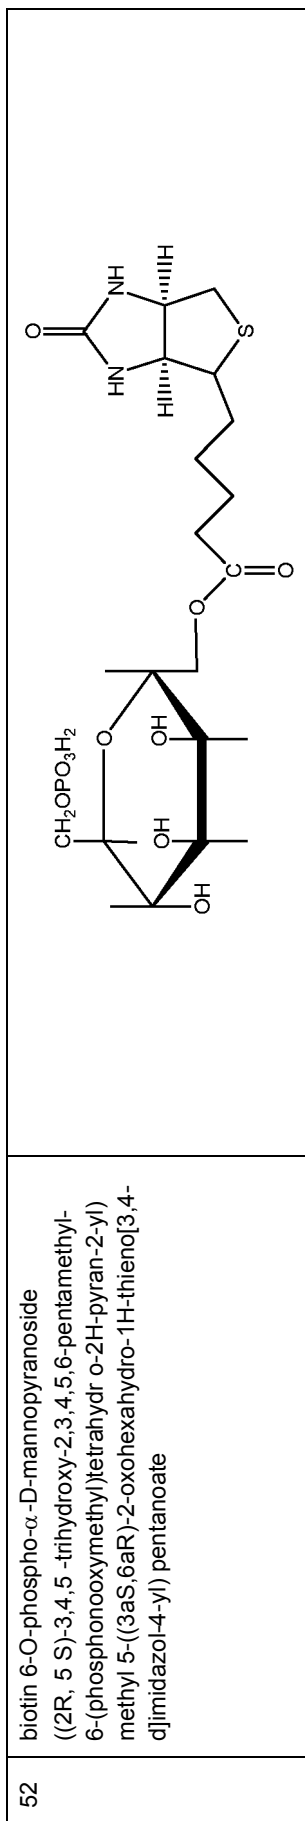 52
biotin 6-O-phospho-α-D-mannopyranoside
((2R, 5 S)-3,4,5 -trihydroxy-2,3,4,5,6-pentamethyl-
6-(phosphonooxymethyl)tetrahydr o-2H-pyran-2-yl)
methyl 5-((3aS,6aR)-2-oxohexahydro-1H-thieno[3,4-
d]imidazol-4-yl) pentanoate
CH₂OPO₃H₂
O
OH
OH
OH
O
C
O
O
HN
NH
H
H
S